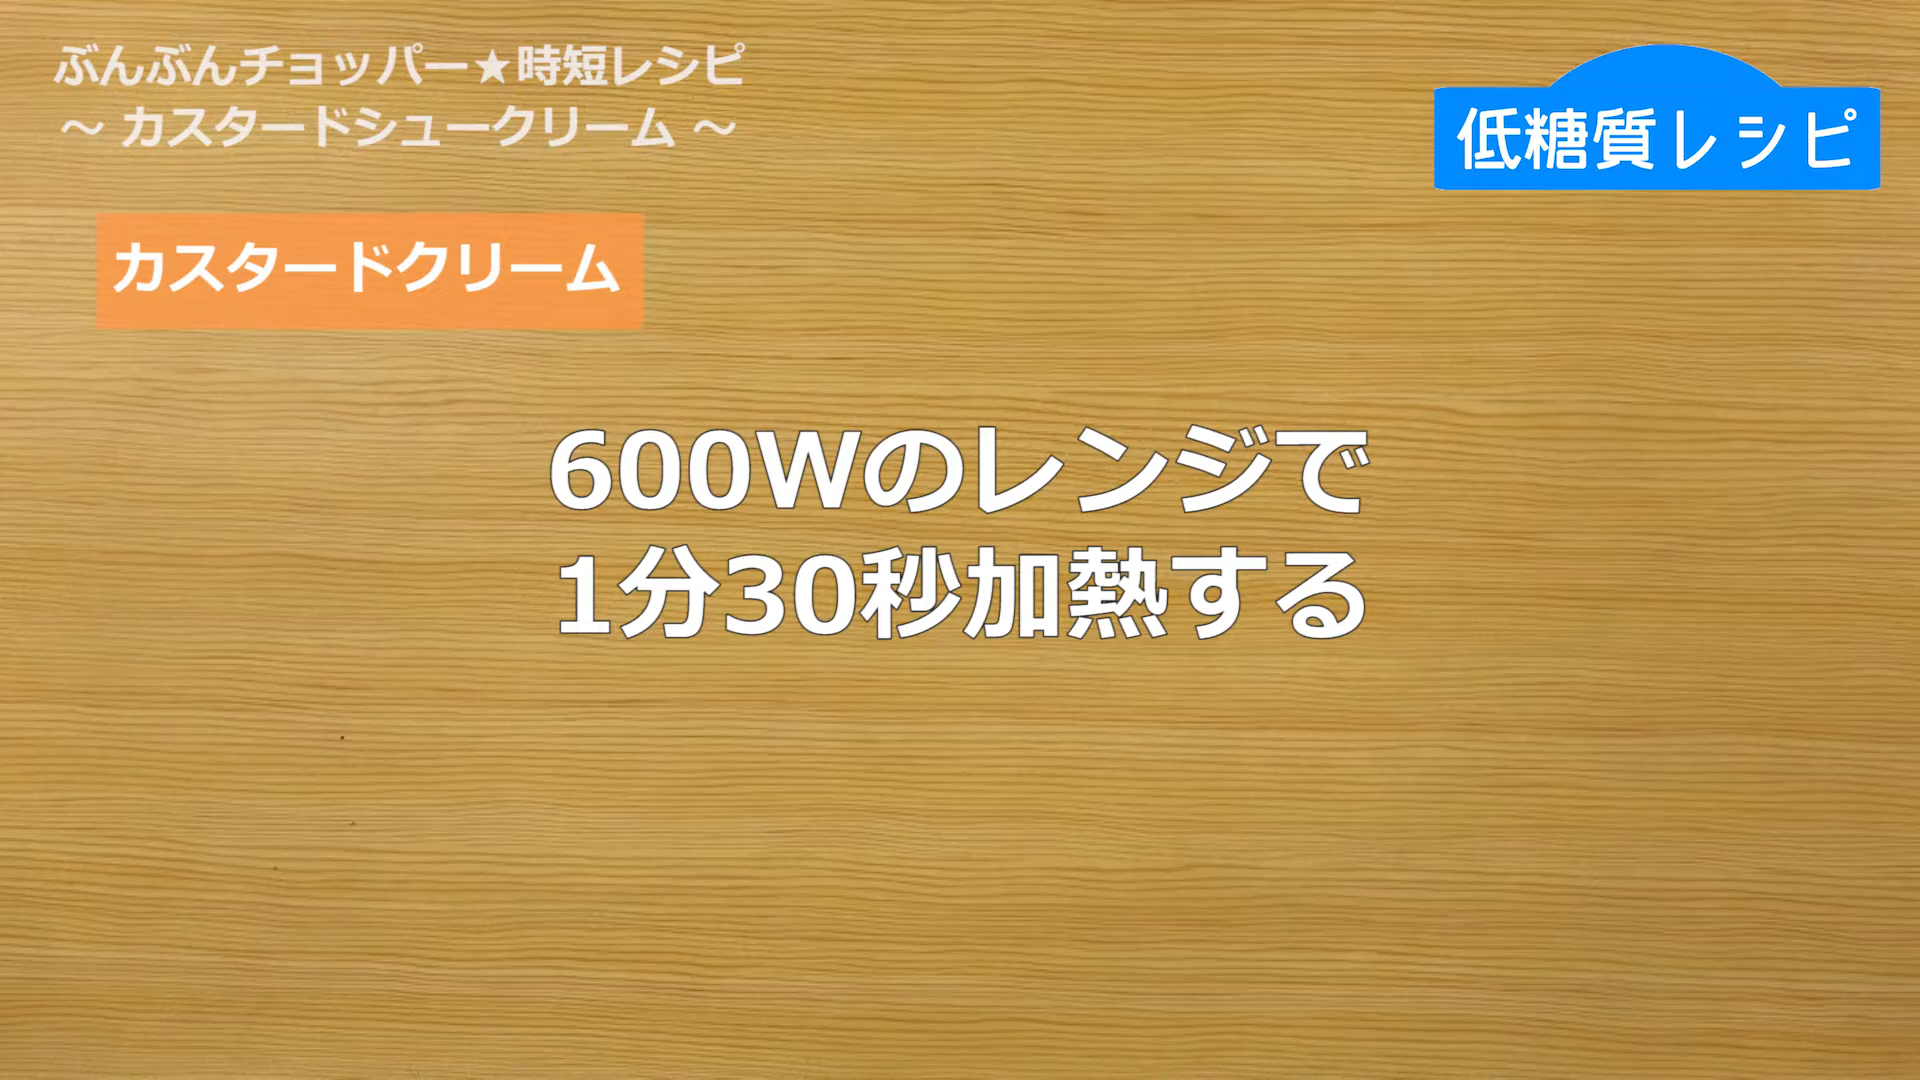 ぶんぶんチョッパー★時短レシピ
～ カスタードシュークリーム ～
低糖質レシピ
カスタードクリーム
600Wのレンジで
1分30秒加熱する